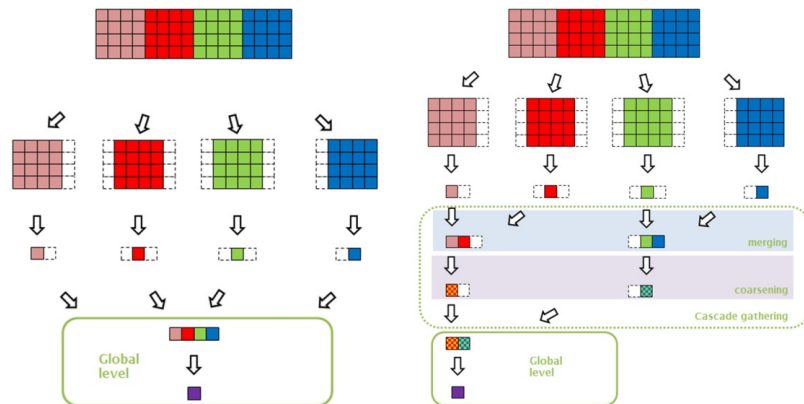 Global
level
merging
coarsening
Cascade gathering
Global
level